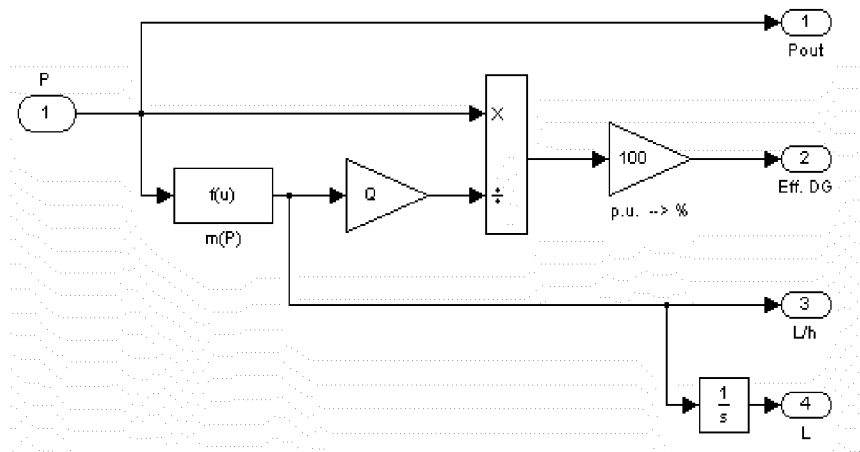 1
Pout
P
1
×
100
2
Eff. DG
p.u. --> %
f(u)
m(P)
Q
÷
3
L/h
1
s
4
L